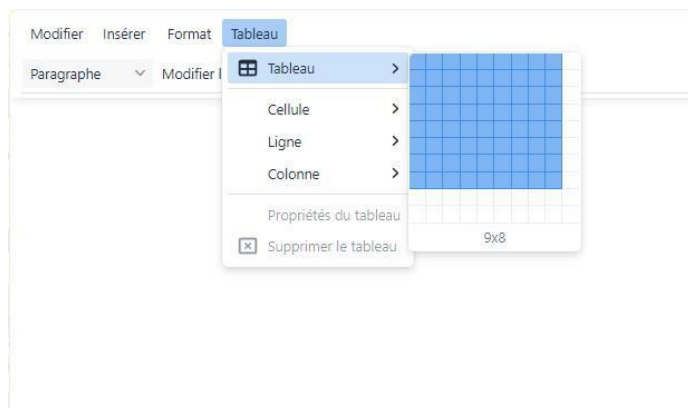 Modifier Insérer Format Tableau
Paragraphe Modifier l
Tableau
Cellule
Ligne
Colonne
Propriétés du tableau
Supprimer le tableau
9x8